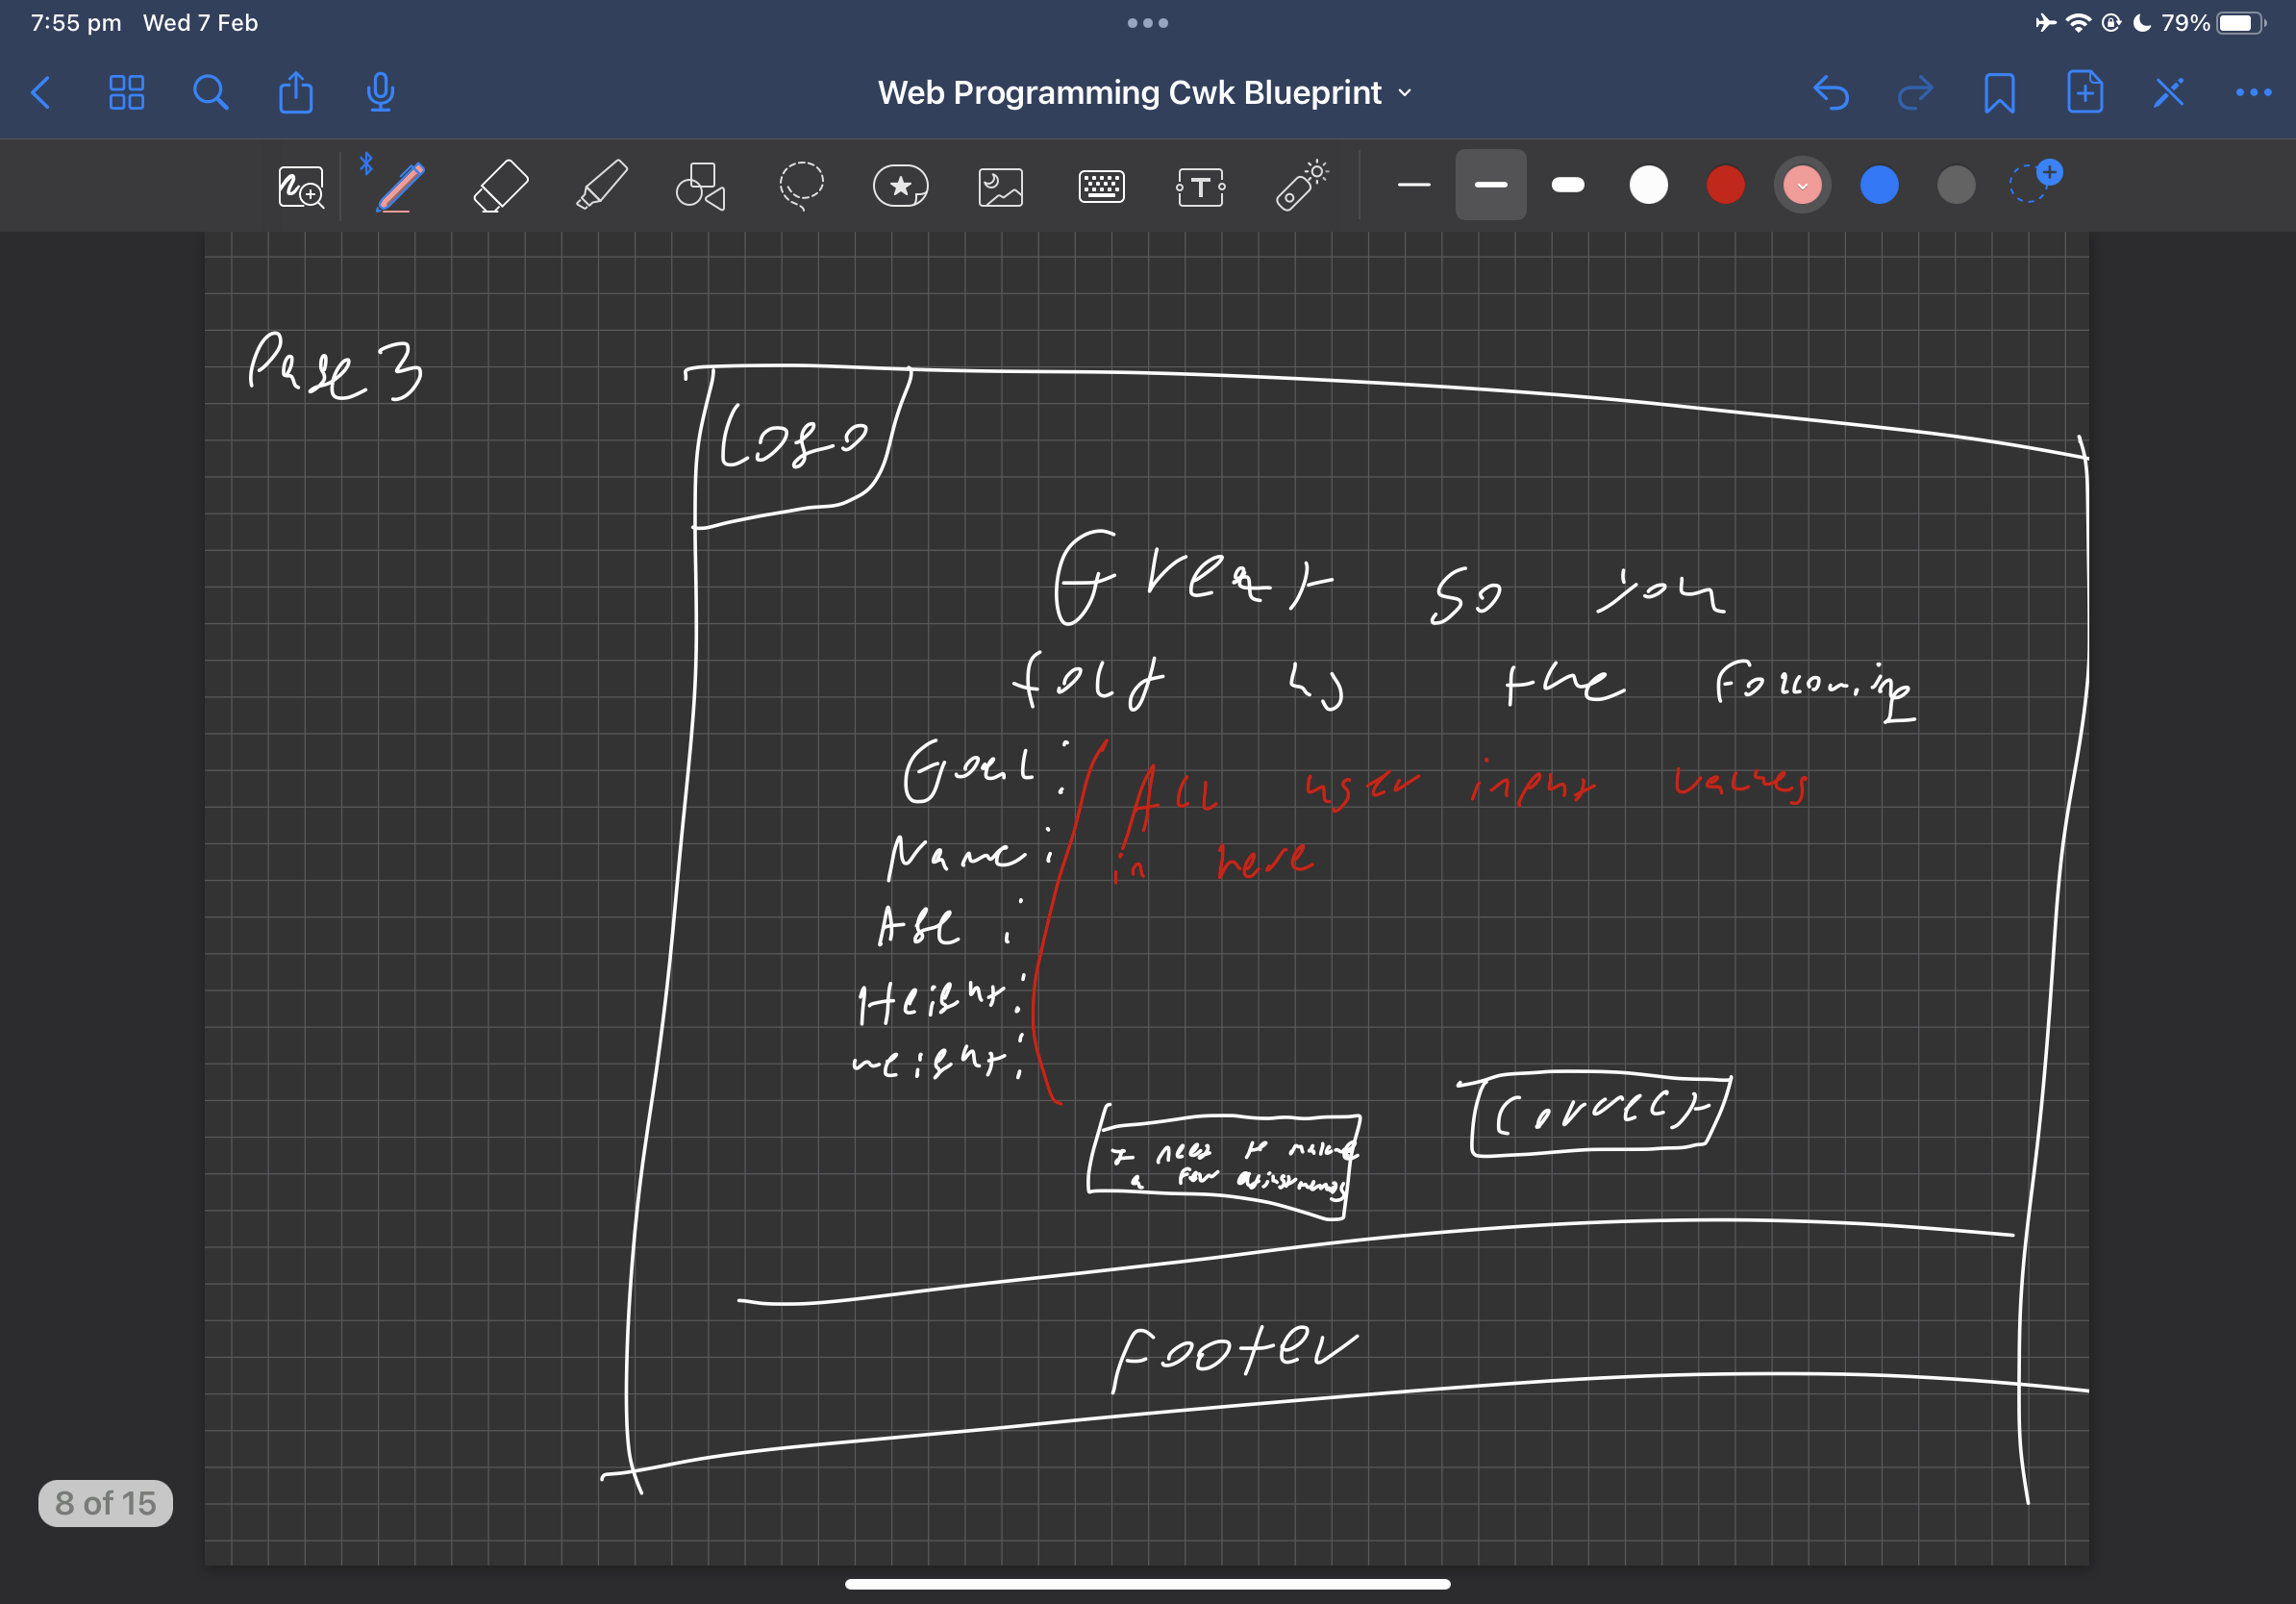 7:55 pm Wed 7 Feb
79%
Web Programming Cwk Blueprint
T
Page 3
Logo
Great so you
told us the following
Goal:
All user input values
Name:
in here
Age:
Height:
weight:
Correct
I need to make
a few adjustments
Footer
8 of 15